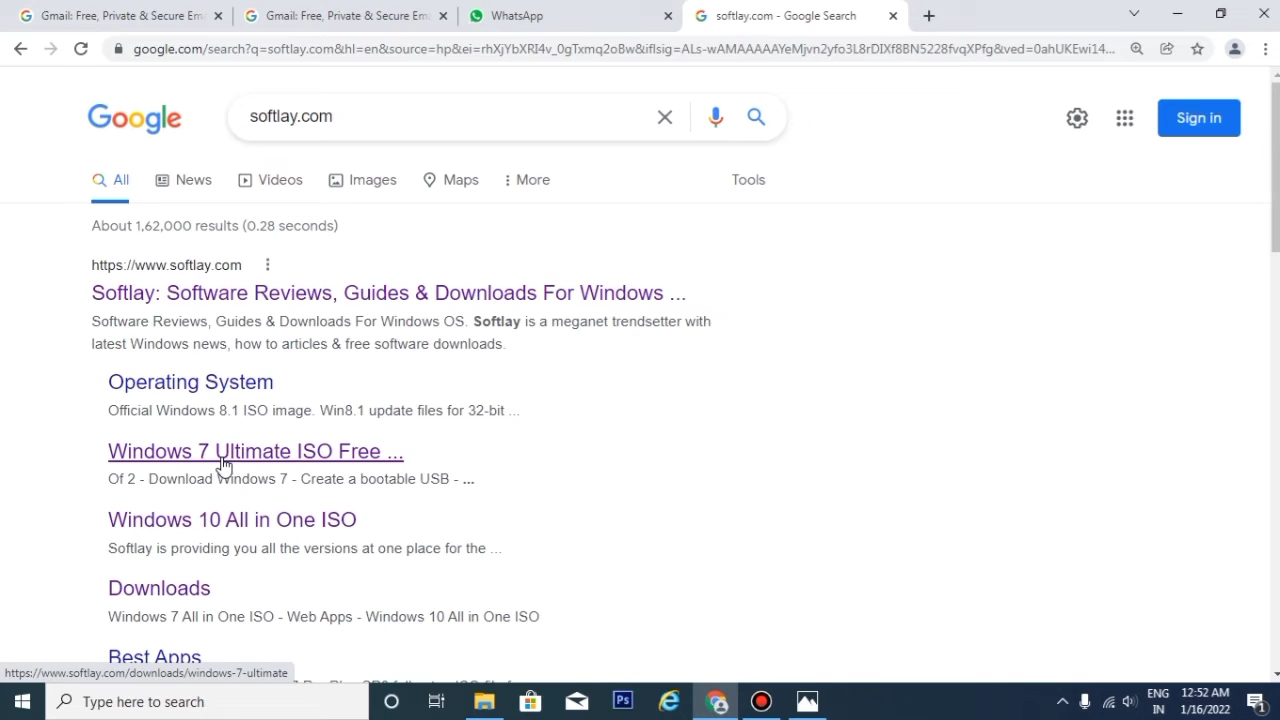 Gmail: Free, Private & Secure Em
Gmail: Free, Private & Secure Em
WhatsApp
softlay.com - Google Search
google.com/search?q=softlay.com&hl=en&source=hp&ei=rhXjYbXRI4v_0gTxmq2oBw&iflsig=ALs-wAMAAAAAYeMjvn2yfo3L8rDIXf8BN5228fvqXPfg&ved=0ahUKEwi14...
Google
softlay.com
Sign in
All
News
Videos
Images
Maps
More
Tools
About 1,62,000 results (0.28 seconds)
https://www.softlay.com
Softlay: Software Reviews, Guides & Downloads For Windows ...
Software Reviews, Guides & Downloads For Windows OS. Softlay is a meganet trendsetter with
latest Windows news, how to articles & free software downloads.
Operating System
Official Windows 8.1 ISO image. Win8.1 update files for 32-bit ...
Windows 7 Ultimate ISO Free ...
Of 2 - Download Windows 7 - Create a bootable USB - ...
Windows 10 All in One ISO
Softlay is providing you all the versions at one place for the ...
Downloads
Windows 7 All in One ISO - Web Apps - Windows 10 All in One ISO
Best Apps
https://www.softlay.com/downloads/windows-7-ultimate
Type here to search
Ps
ENG
IN
12:52 AM
1/16/2022
1